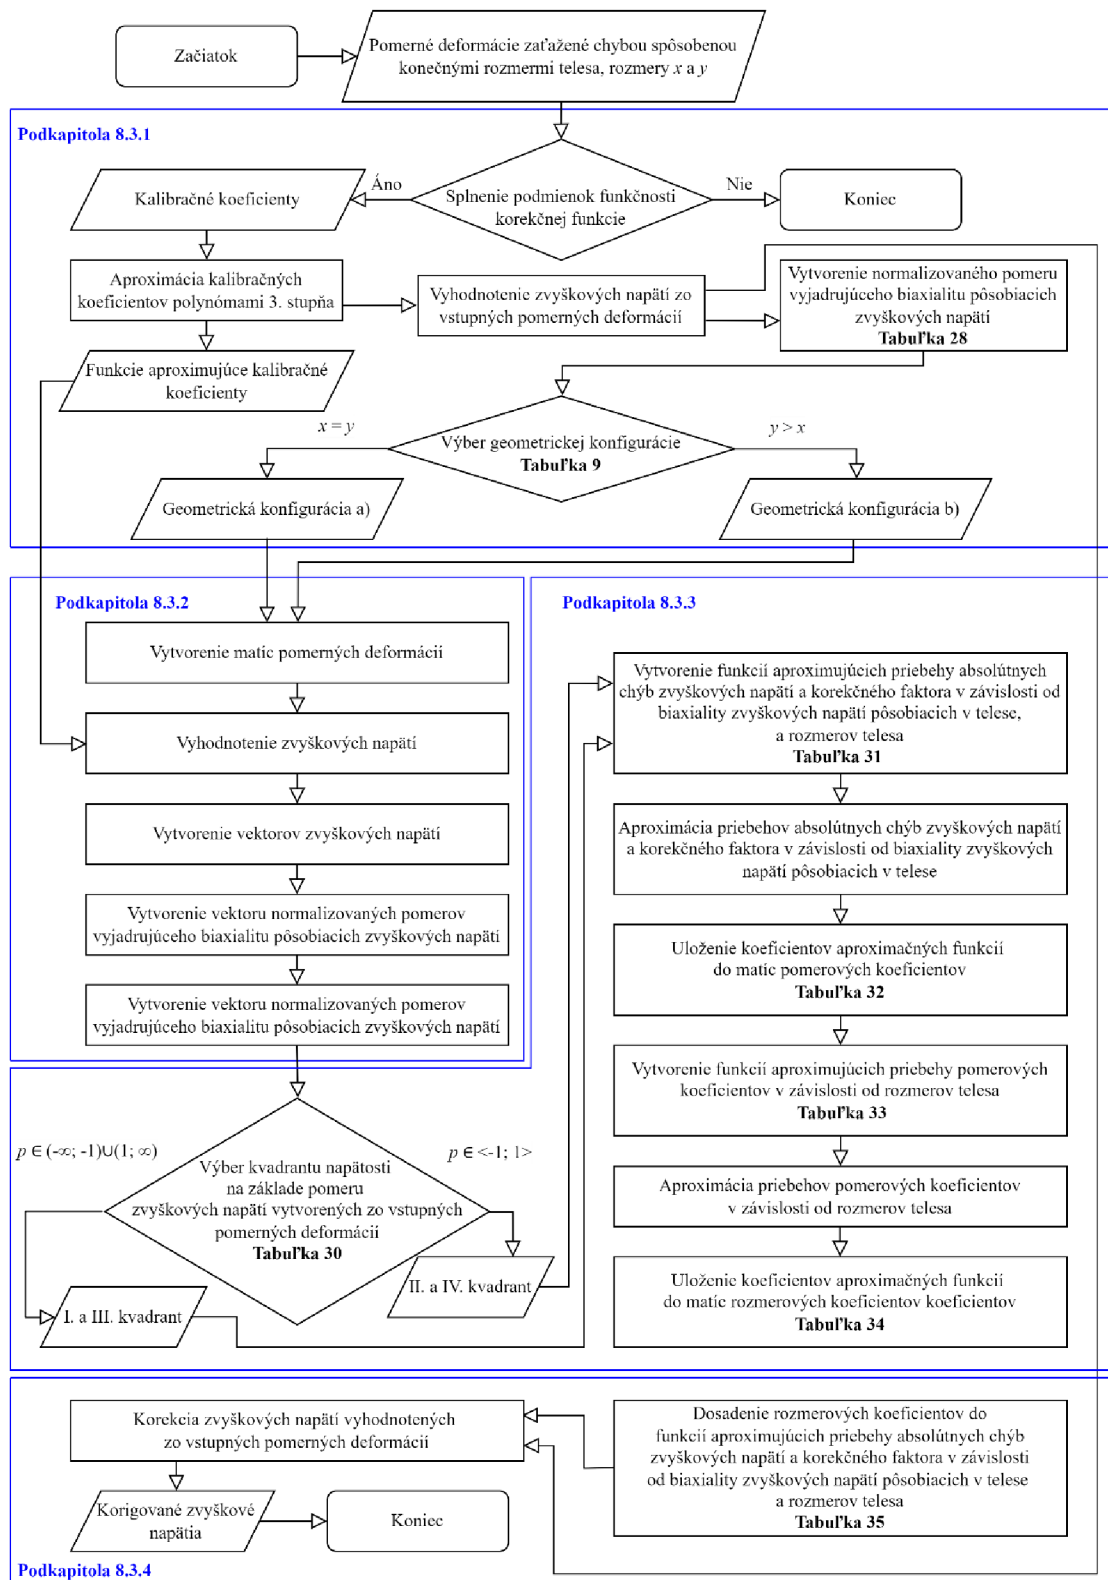 Začiatok
Pomerné deformácie zaťažené chybou spôsobenou
konečnými rozmermi telesa, rozmery x a y
Podkapitola 8.3.1
Splnenie podmienok funkčnosti
korekčnej funkcie
Áno
Nie
Kalibračné koeficienty
Koniec
Aproximácia kalibračných
koeficientov polynómami 3. stupňa
Vyhodnotenie zvyškových napätí zo
vstupných pomerných deformácií
Vytvorenie normalizovaného pomeru
vyjadrujúceho biaxialitu pôsobiacich
zvyškových napätí
Tabuľka 28
Funkcie aproximujúce kalibračné
koeficienty
x = y
y > x
Výber geometrickej konfigurácie
Tabuľka 9
Geometrická konfigurácia a)
Geometrická konfigurácia b)
Podkapitola 8.3.2
Vytvorenie matíc pomerných deformácií
Vyhodnotenie zvyškových napätí
Vytvorenie vektorov zvyškových napätí
Vytvorenie vektoru normalizovaných pomerov
vyjadrujúceho biaxialitu pôsobiacich zvyškových napätí
Vytvorenie vektoru normalizovaných pomerov
vyjadrujúceho biaxialitu pôsobiacich zvyškových napätí
Podkapitola 8.3.3
p ∈ (-∞; -1)∪(1; ∞)
p ∈ <-1; 1>
Výber kvadrantu napätosti
na základe pomeru
zvyškových napätí vytvorených zo vstupných
pomerných deformácií
Tabuľka 30
I. a III. kvadrant
II. a IV. kvadrant
Vytvorenie funkcií aproximujúcich priebehy absolútnych
chýb zvyškových napätí a korekčného faktora v závislosti od
biaxiality zvyškových napätí pôsobiacich v telese,
a rozmerov telesa
Tabuľka 31
Aproximácia priebehov absolútnych chýb zvyškových napätí
a korekčného faktora v závislosti od biaxiality zvyškových
napätí pôsobiacich v telese
Uloženie koeficientov aproximačných funkcií
do matíc pomerových koeficientov
Tabuľka 32
Vytvorenie funkcií aproximujúcich priebehy pomerových
koeficientov v závislosti od rozmerov telesa
Tabuľka 33
Aproximácia priebehov pomerových koeficientov
v závislosti od rozmerov telesa
Uloženie koeficientov aproximačných funkcií
do matíc rozmerových koeficientov koeficientov
Tabuľka 34
Dosadenie rozmerových koeficientov do
funkcií aproximujúcich priebehy absolútnych chýb
zvyškových napätí a korekčného faktora v závislosti
od biaxiality zvyškových napätí pôsobiacich v telese
a rozmerov telesa
Tabuľka 35
Korekcia zvyškových napätí vyhodnotených
zo vstupných pomerných deformácií
Korigované zvyškové
napätia
Koniec
Podkapitola 8.3.4